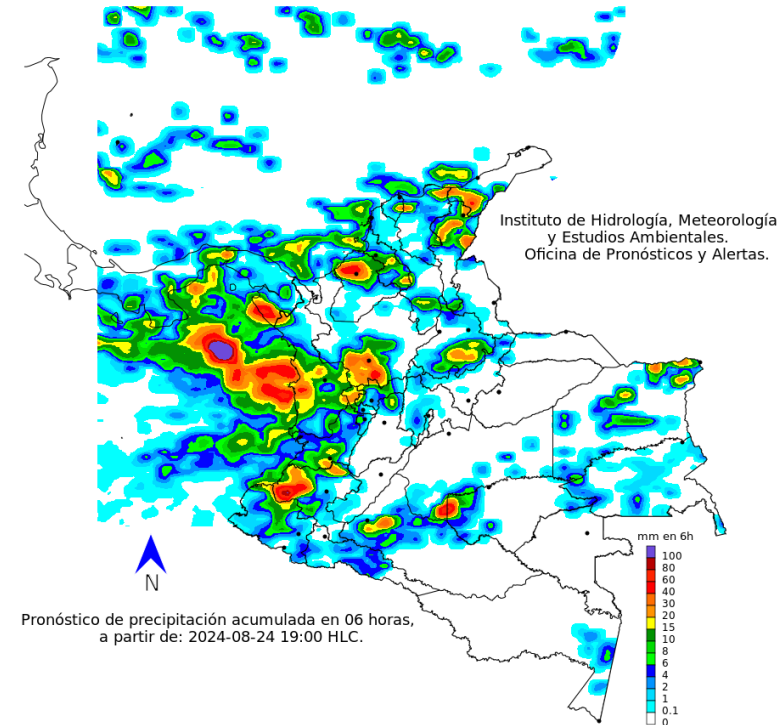 Instituto de Hidrología, Meteorología
y Estudios Ambientales.
Oficina de Pronósticos y Alertas.
N
Pronóstico de precipitación acumulada en 06 horas,
a partir de: 2024-08-24 19:00 HLC.
mm en 6h
100
80
60
40
30
20
15
10
8
6
4
2
1
0.1
0